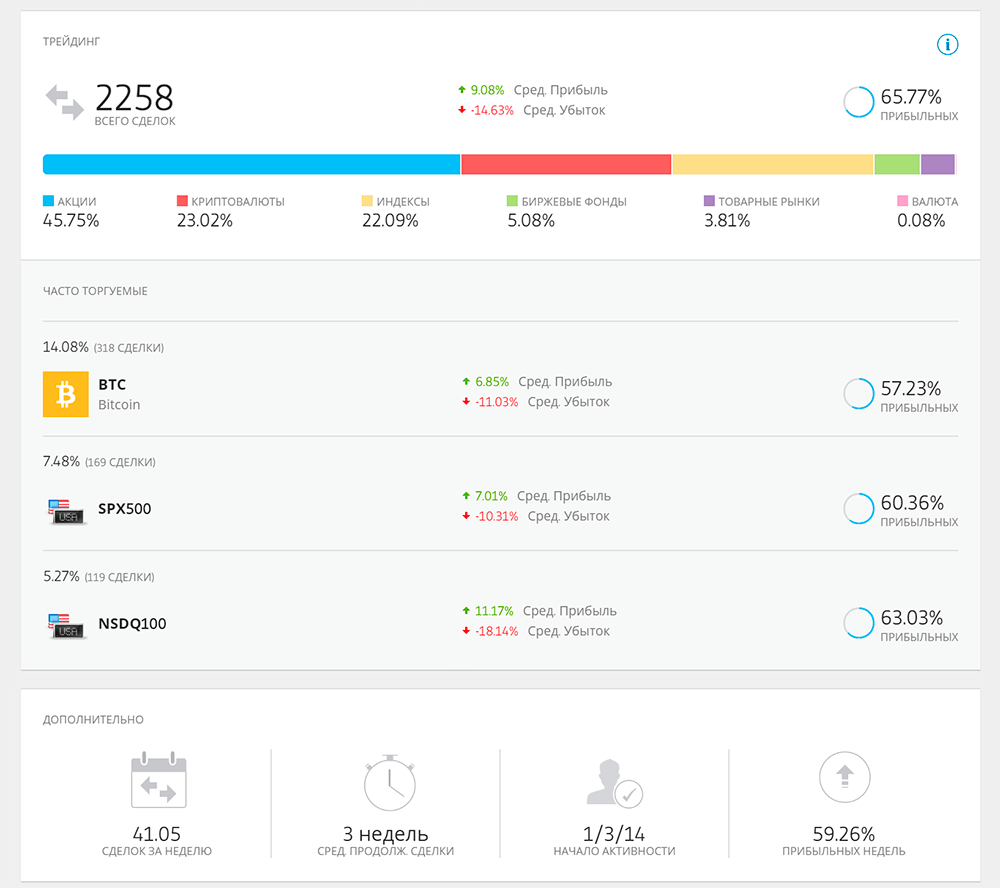 ТРЕЙДИНГ
2258
ВСЕГО СДЕЛОК
9.08% Сред. Прибыль
-14.63% Сред. Убыток
65.77%
ПРИБЫЛЬНЫХ
АКЦИИ
45.75%
КРИПТОВАЛЮТЫ
23.02%
ИНДЕКСЫ
22.09%
БИРЖЕВЫЕ ФОНДЫ
5.08%
ТОВАРНЫЕ РЫНКИ
3.81%
ВАЛЮТА
0.08%
ЧАСТО ТОРГУЕМЫЕ
14.08% (318 СДЕЛКИ)
BTC
Bitcoin
6.85% Сред. Прибыль
-11.03% Сред. Убыток
57.23%
ПРИБЫЛЬНЫХ
7.48% (169 СДЕЛКИ)
USA
SPX500
7.01% Сред. Прибыль
-10.31% Сред. Убыток
60.36%
ПРИБЫЛЬНЫХ
5.27% (119 СДЕЛКИ)
USA
NSDQ100
11.17% Сред. Прибыль
-18.14% Сред. Убыток
63.03%
ПРИБЫЛЬНЫХ
ДОПОЛНИТЕЛЬНО
41.05
СДЕЛОК ЗА НЕДЕЛЮ
3 недель
СРЕД. ПРОДОЛЖ. СДЕЛКИ
1/3/14
НАЧАЛО АКТИВНОСТИ
59.26%
ПРИБЫЛЬНЫХ НЕДЕЛЬ